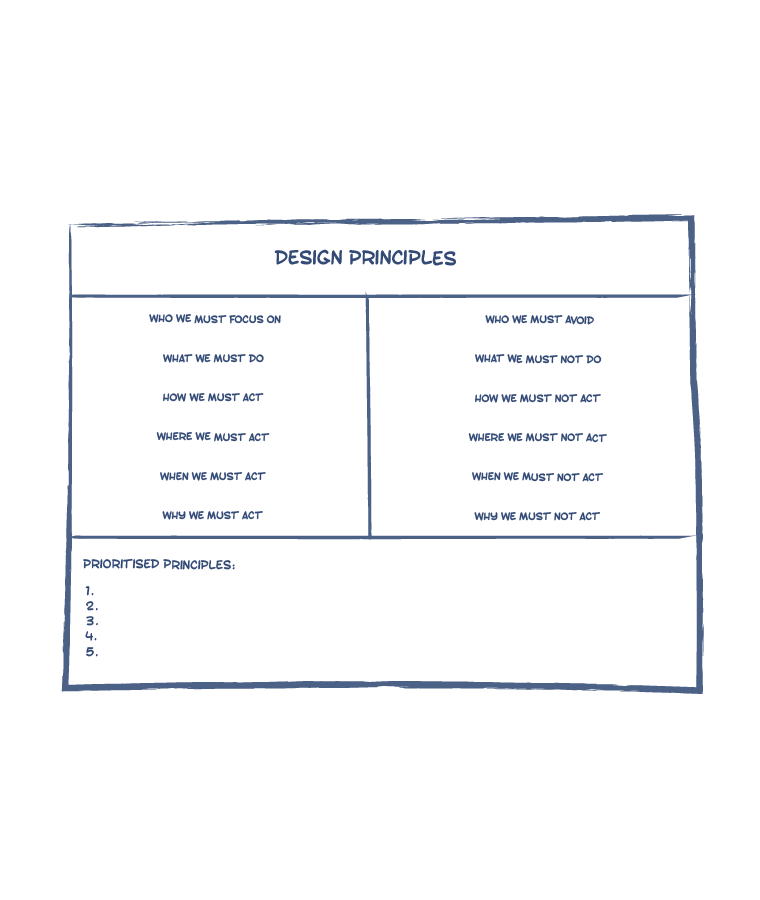 DESIGN PRINCIPLES
WHO WE MUST FOCUS ON
WHAT WE MUST DO
HOW WE MUST ACT
WHERE WE MUST ACT
WHEN WE MUST ACT
WHY WE MUST ACT
WHO WE MUST AVOID
WHAT WE MUST NOT DO
HOW WE MUST NOT ACT
WHERE WE MUST NOT ACT
WHEN WE MUST NOT ACT
WHY WE MUST NOT ACT
PRIORITISED PRINCIPLES:
1.
2.
3.
4.
5.